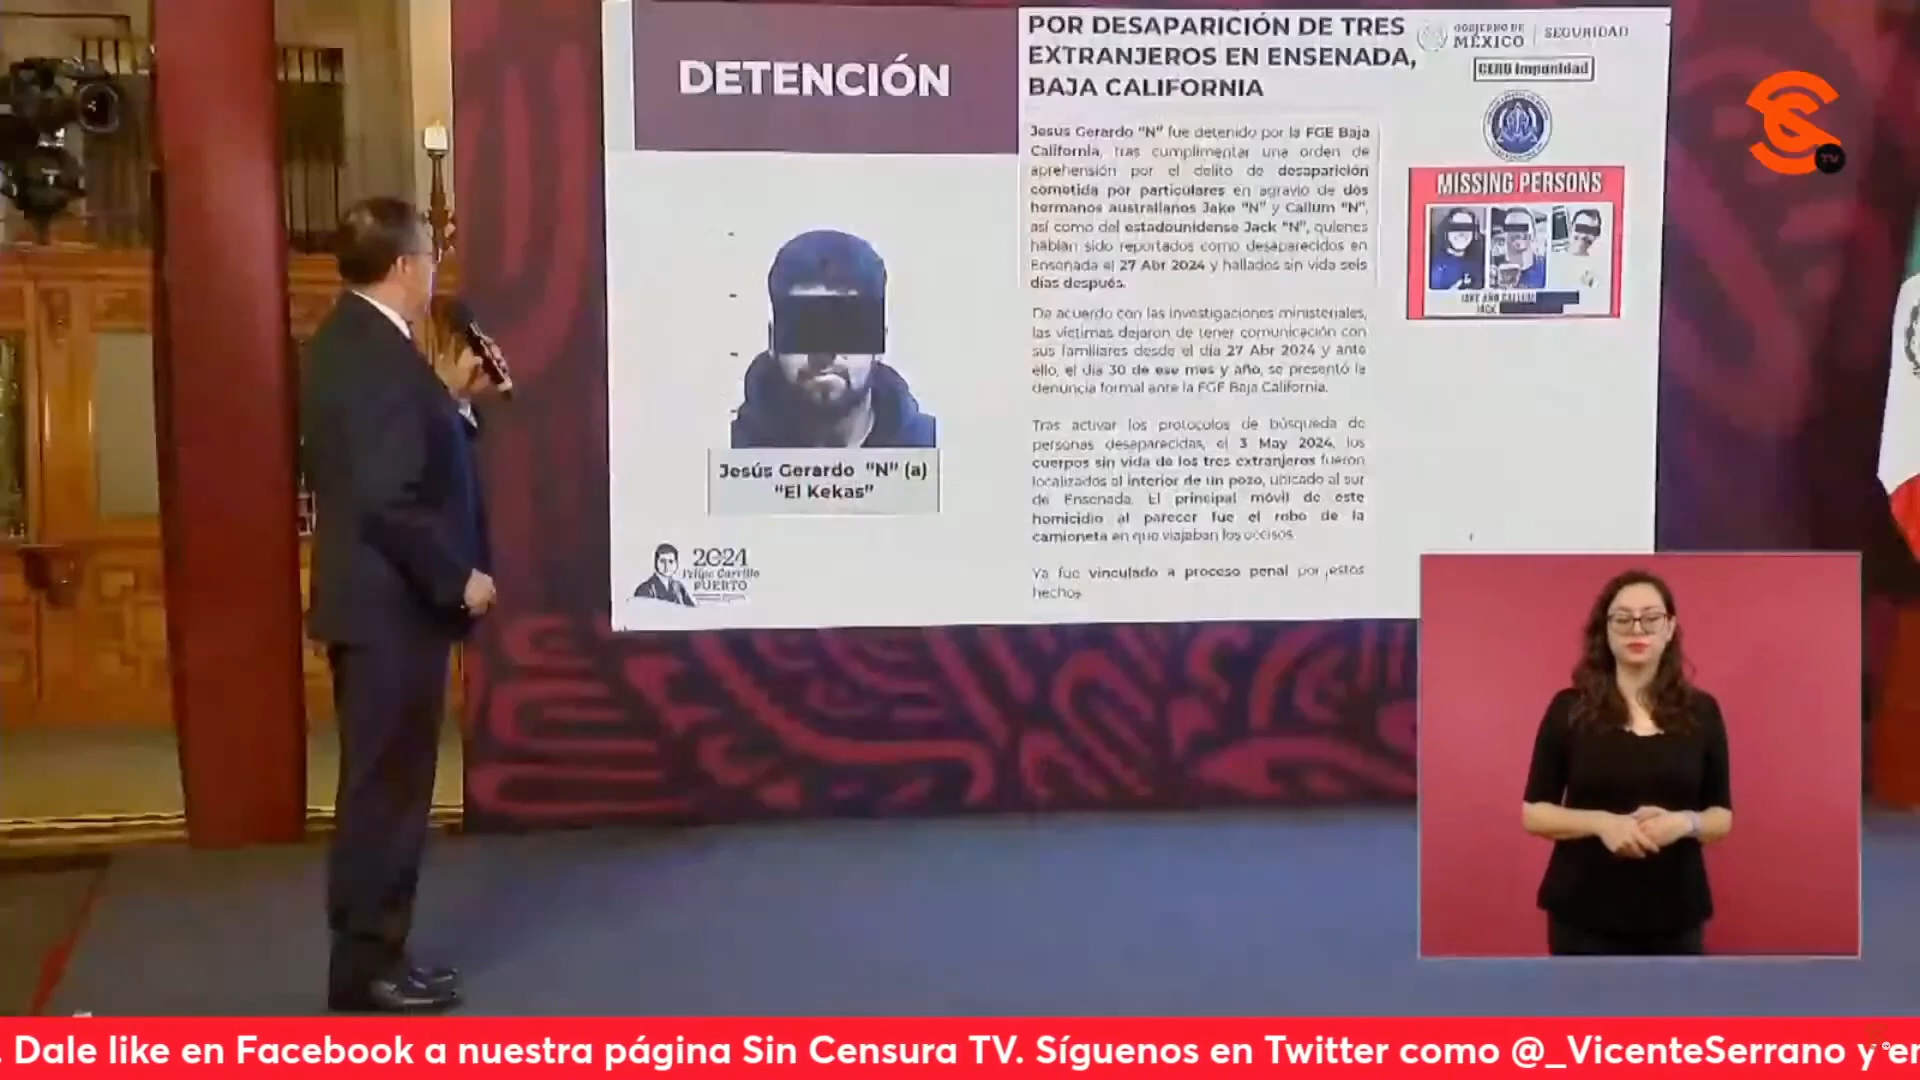 DETENCIÓN
POR DESAPARICIÓN DE TRES
EXTRANJEROS EN ENSENADA,
BAJA CALIFORNIA
GOBIERNO DE
MÉXICO
SEGURIDAD
CERO Impunidad
TV
Jesús Gerardo "N" fue detenido por la FGE Baja
California, tras cumplimentar una orden de
aprehensión por el delito de desaparición
cometida por particulares en agravio de dos
hermanos australianos Jake "N" y Callum "N",
así como del estadounidense Jack "N", quienes
habían sido reportados como desaparecidos en
Ensenada el 27 Abr 2024 y hallados sin vida seis
días después.
De acuerdo con las investigaciones ministeriales,
las víctimas dejaron de tener comunicación con
sus familiares desde el día 27 Abr 2024 y ante
ello, el día 30 de ese mes y año, se presentó la
denuncia formal ante la FGE Baja California.
Tras activar los protocolos de búsqueda de
personas desaparecidas, el 3 May 2024, los
cuerpos sin vida de los tres extranjeros fueron
localizados al interior de un pozo, ubicado al sur
de Ensenada. El principal móvil de este
homicidio al parecer fue el robo de la
camioneta en que viajaban los occisos.
Ya fue vinculado a proceso penal por estos
hechos
MISSING PERSONS
JAKE AND CALLUM
JACK
Jesús Gerardo "N" (a)
"El Kekas"
2024
Felipe Carrillo
PUERTO
. Dale like en Facebook a nuestra página Sin Censura TV. Síguenos en Twitter como @_VicenteSerrano y en